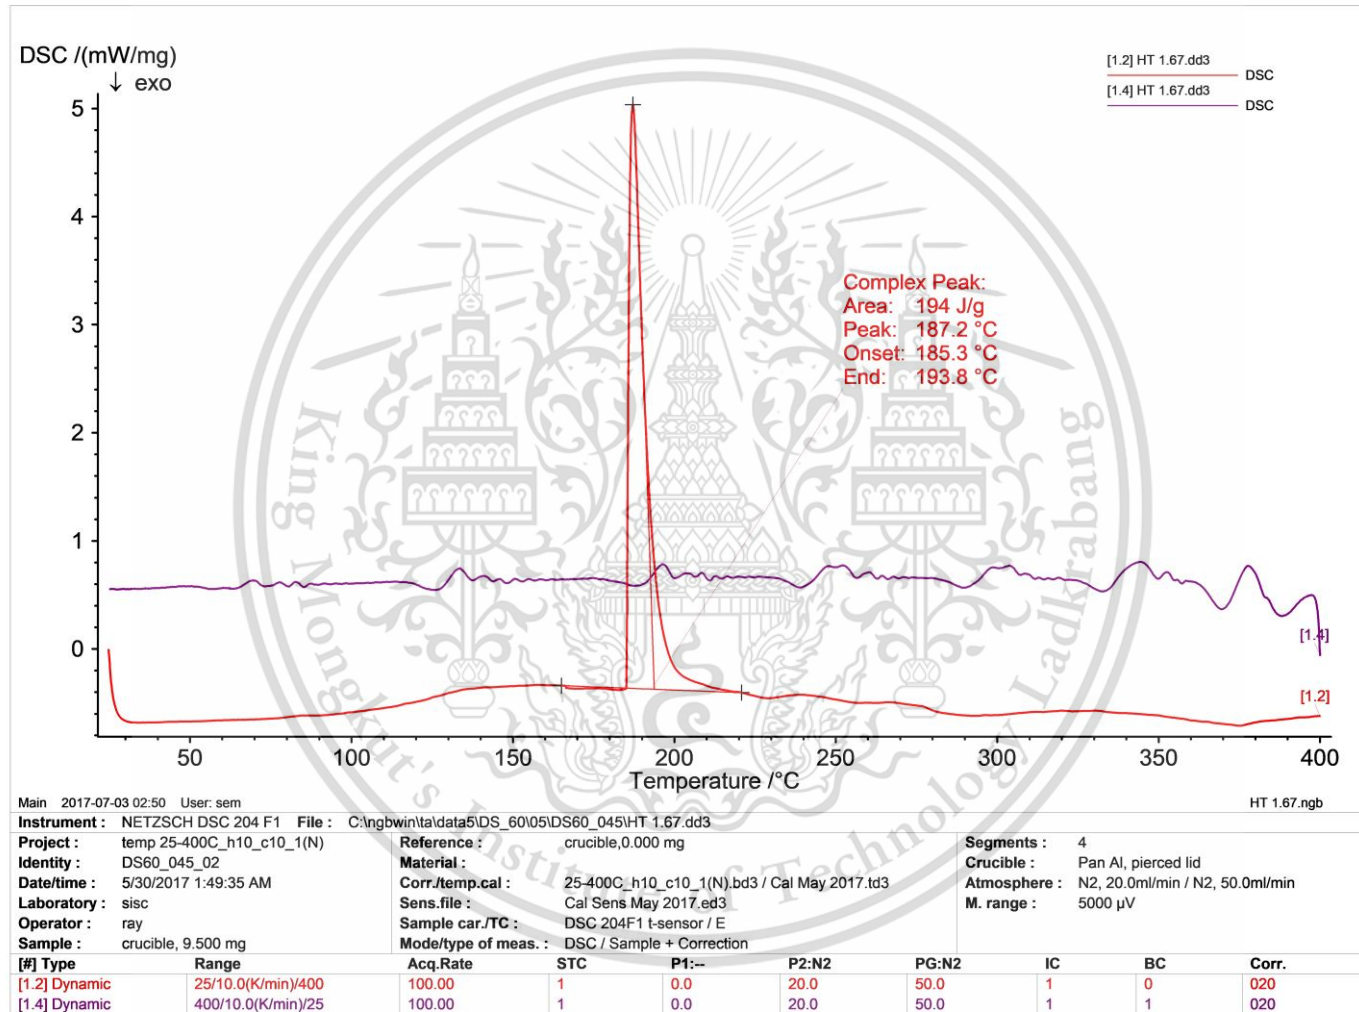 DSC /(mW/mg)
↓ exo
[1.2] HT 1.67.dd3
DSC
[1.4] HT 1.67.dd3
DSC
5
4
3
2
1
0
Complex Peak:
Area: 194 J/g
Peak: 187.2 °C
Onset: 185.3 °C
End: 193.8 °C
King Mongkut's Institute of Technology Ladkrabang
[1.4]
[1.2]
50 100 150 200 250 300 350 400
Temperature /°C
Main 2017-07-03 02:50 User: sem
HT 1.67.ngb
Instrument : NETZSCH DSC 204 F1 File : C:\ngbwin\ta\data5\DS_60\05\DS60_045\HT 1.67.dd3
Project : temp 25-400C_h10_c10_1(N) Reference : crucible,0.000 mg Segments : 4
Identity : DS60_045_02 Material : Crucible : Pan Al, pierced lid
Date/time : 5/30/2017 1:49:35 AM Corr./temp.cal : 25-400C_h10_c10_1(N).bd3 / Cal May 2017.td3 Atmosphere : N2, 20.0ml/min / N2, 50.0ml/min
Laboratory : sisc Sens.file : Cal Sens May 2017.ed3 M. range : 5000 µV
Operator : ray Sample car./TC : DSC 204F1 t-sensor / E
Sample : crucible, 9.500 mg Mode/type of meas. : DSC / Sample + Correction
[#] Type Range Acq.Rate STC P1:-- P2:N2 PG:N2 IC BC Corr.
[1.2] Dynamic 25/10.0(K/min)/400 100.00 1 0.0 20.0 50.0 1 0 020
[1.4] Dynamic 400/10.0(K/min)/25 100.00 1 0.0 20.0 50.0 1 1 020